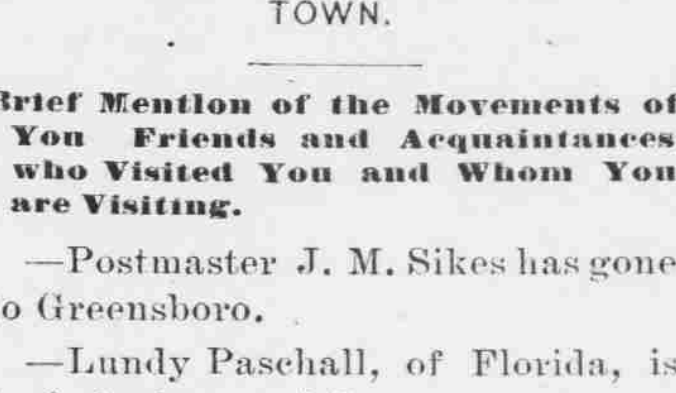 TOWN.
Brief Mention of the Movements of
You Friends and Acquaintances
who Visited You and Whom You
are Visiting.
—Postmaster J. M. Sikes has gone
o Greensboro.
—Lundy Paschall, of Florida, is